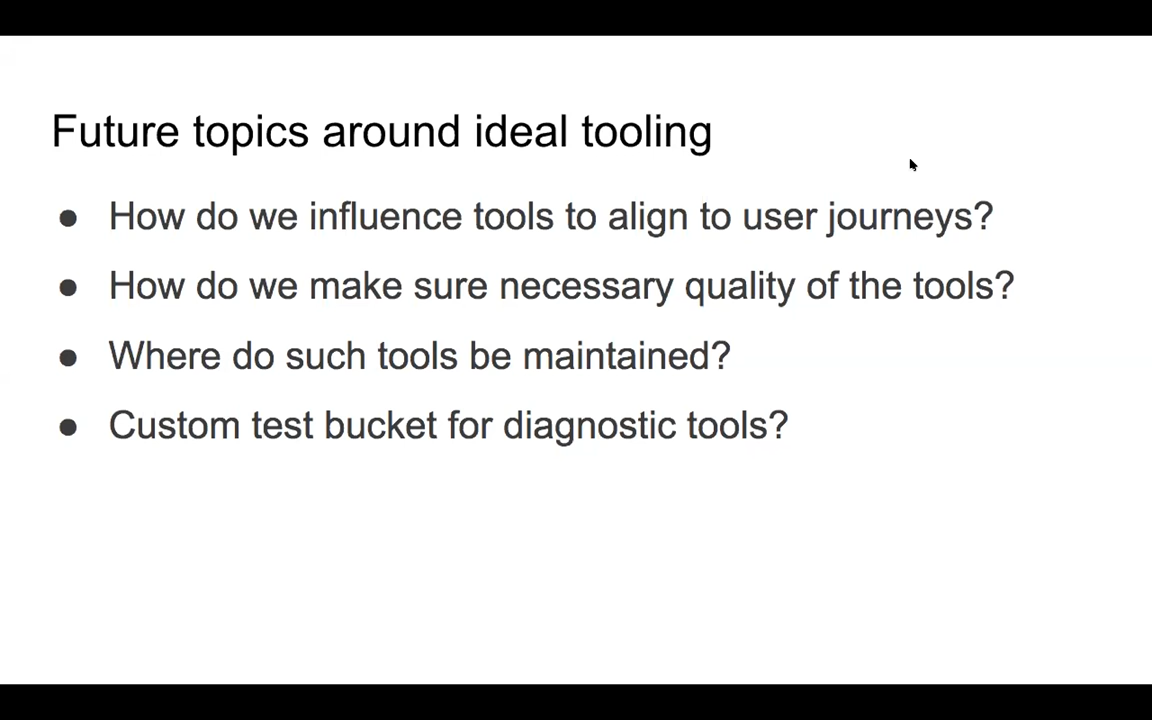 Future topics around ideal tooling
● How do we influence tools to align to user journeys?
● How do we make sure necessary quality of the tools?
● Where do such tools be maintained?
● Custom test bucket for diagnostic tools?